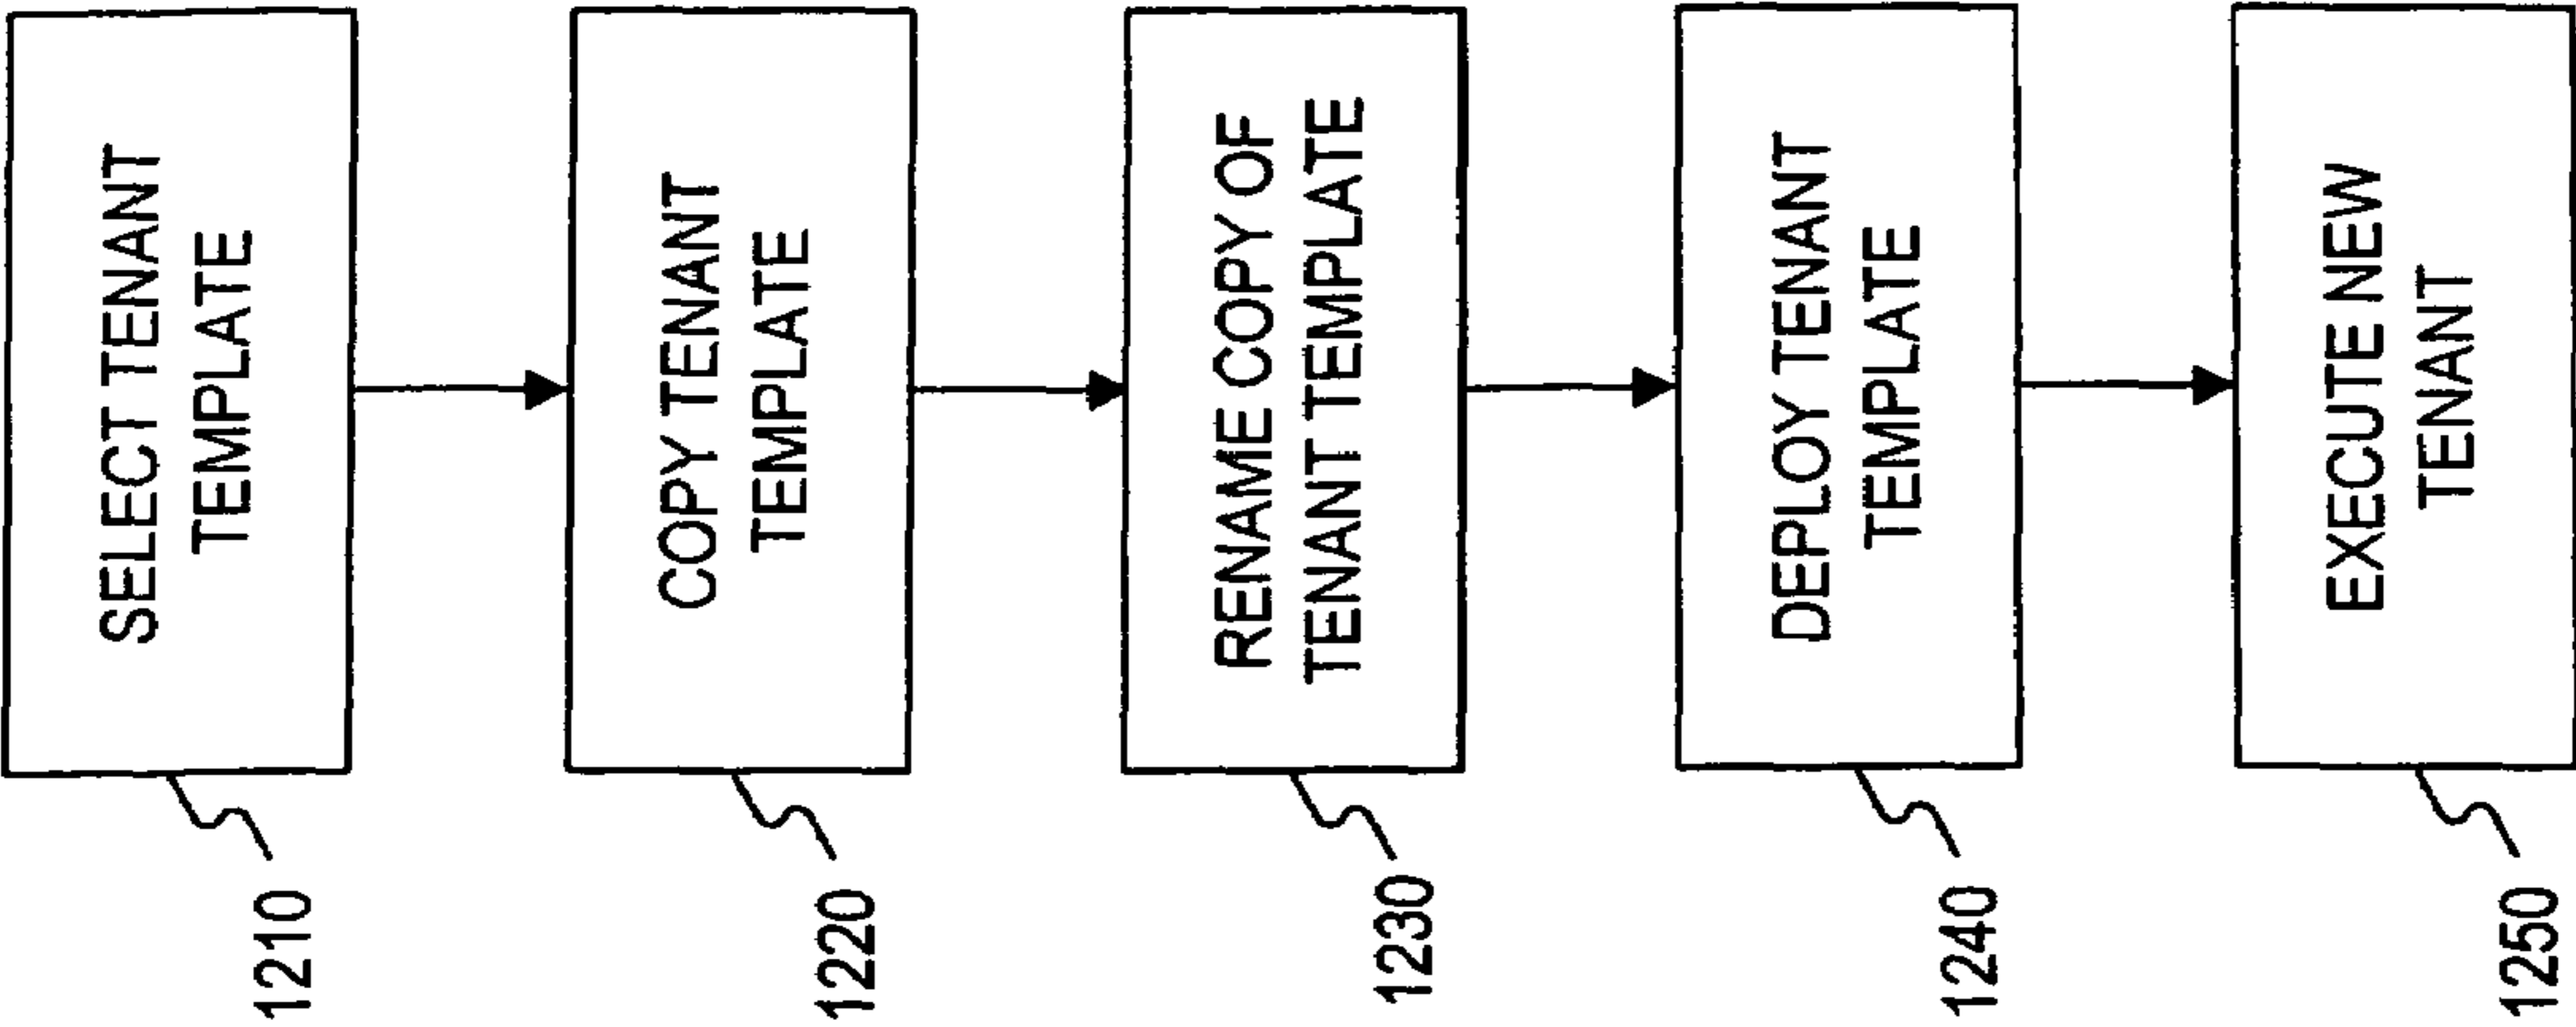 SELECT TENANT
TEMPLATE
1210
COPY TENANT
TEMPLATE
1220
RENAME COPY OF
TENANT TEMPLATE
1230
DEPLOY TENANT
TEMPLATE
1240
EXECUTE NEW
TENANT
1250